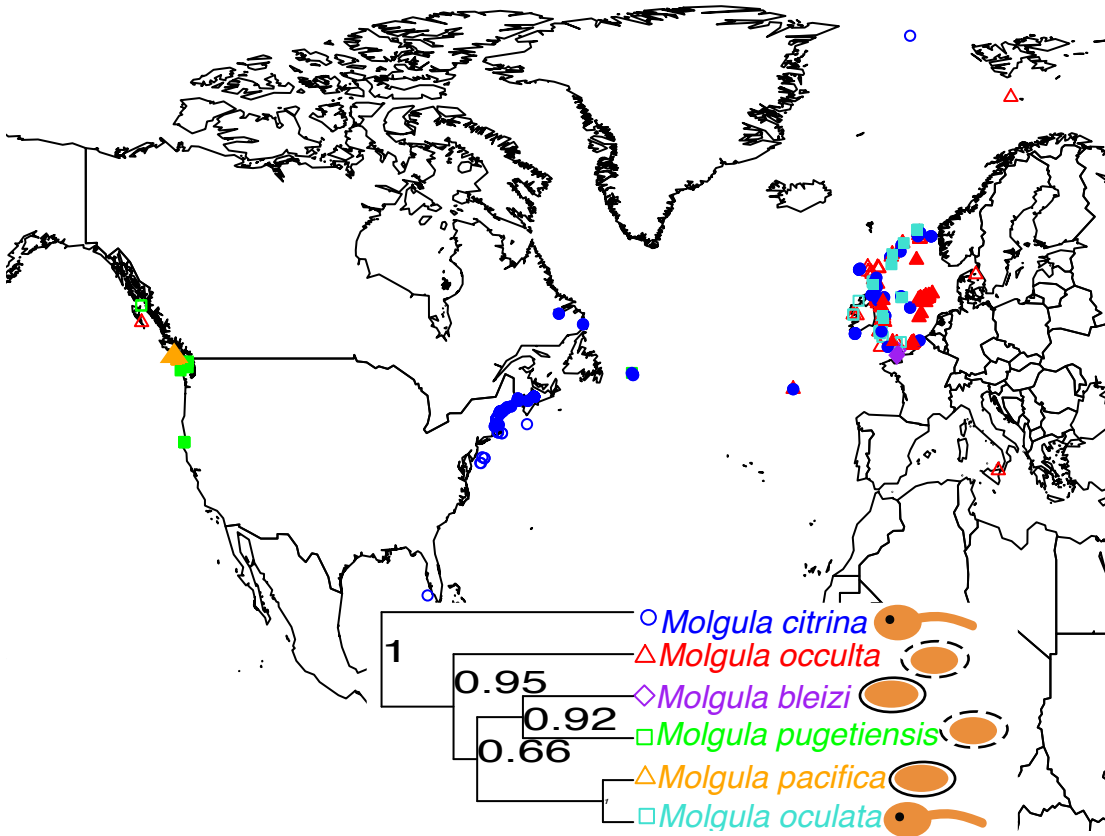 Molgula citrina
1
Molgula occulta
0.95
Molgula bleizi
0.92
Molgula pugetiensis
0.66
Molgula pacifica
1
Molgula oculata